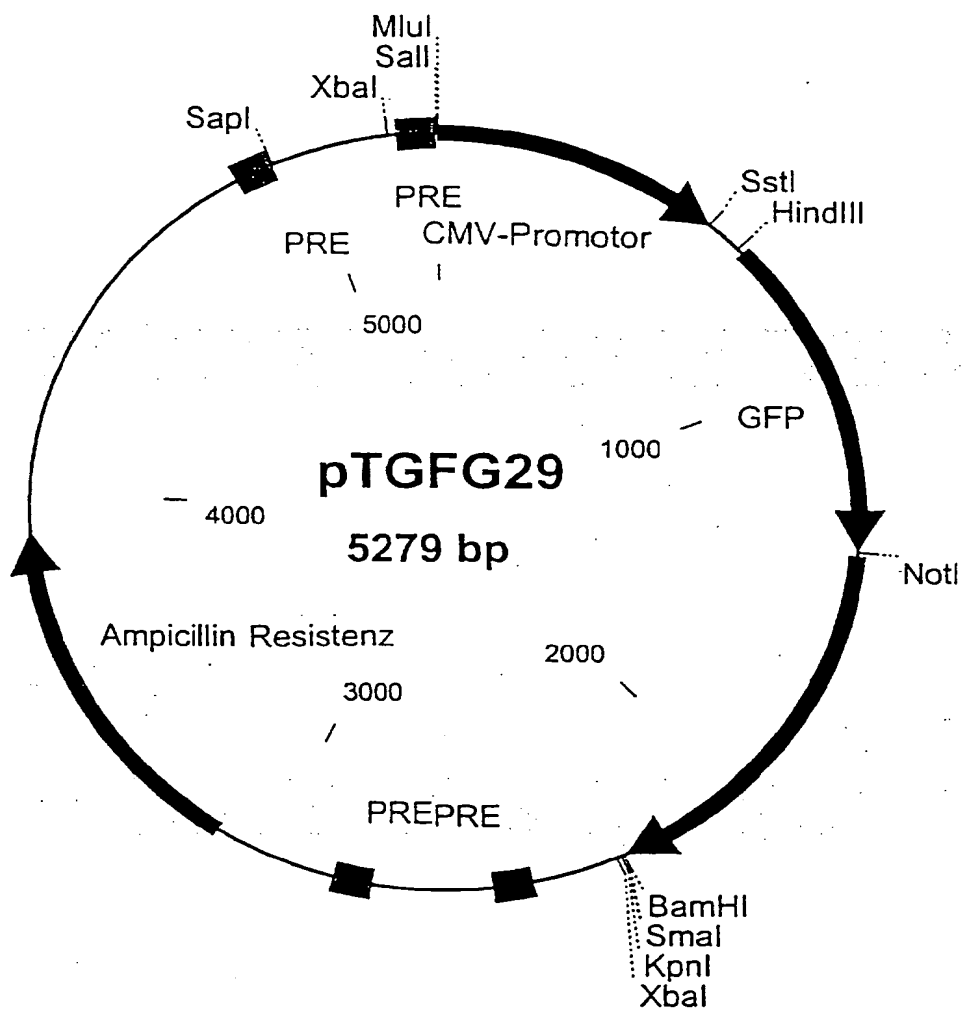 MluI
SalI
XbaI
SapI
SstI
HindIII
PRE
PRE
CMV-Promotor
5000
GFP
1000
pTGFG29
4000
5279 bp
NotI
Ampicillin Resistenz
2000
3000
PREPRE
BamHI
SmaI
KpnI
XbaI